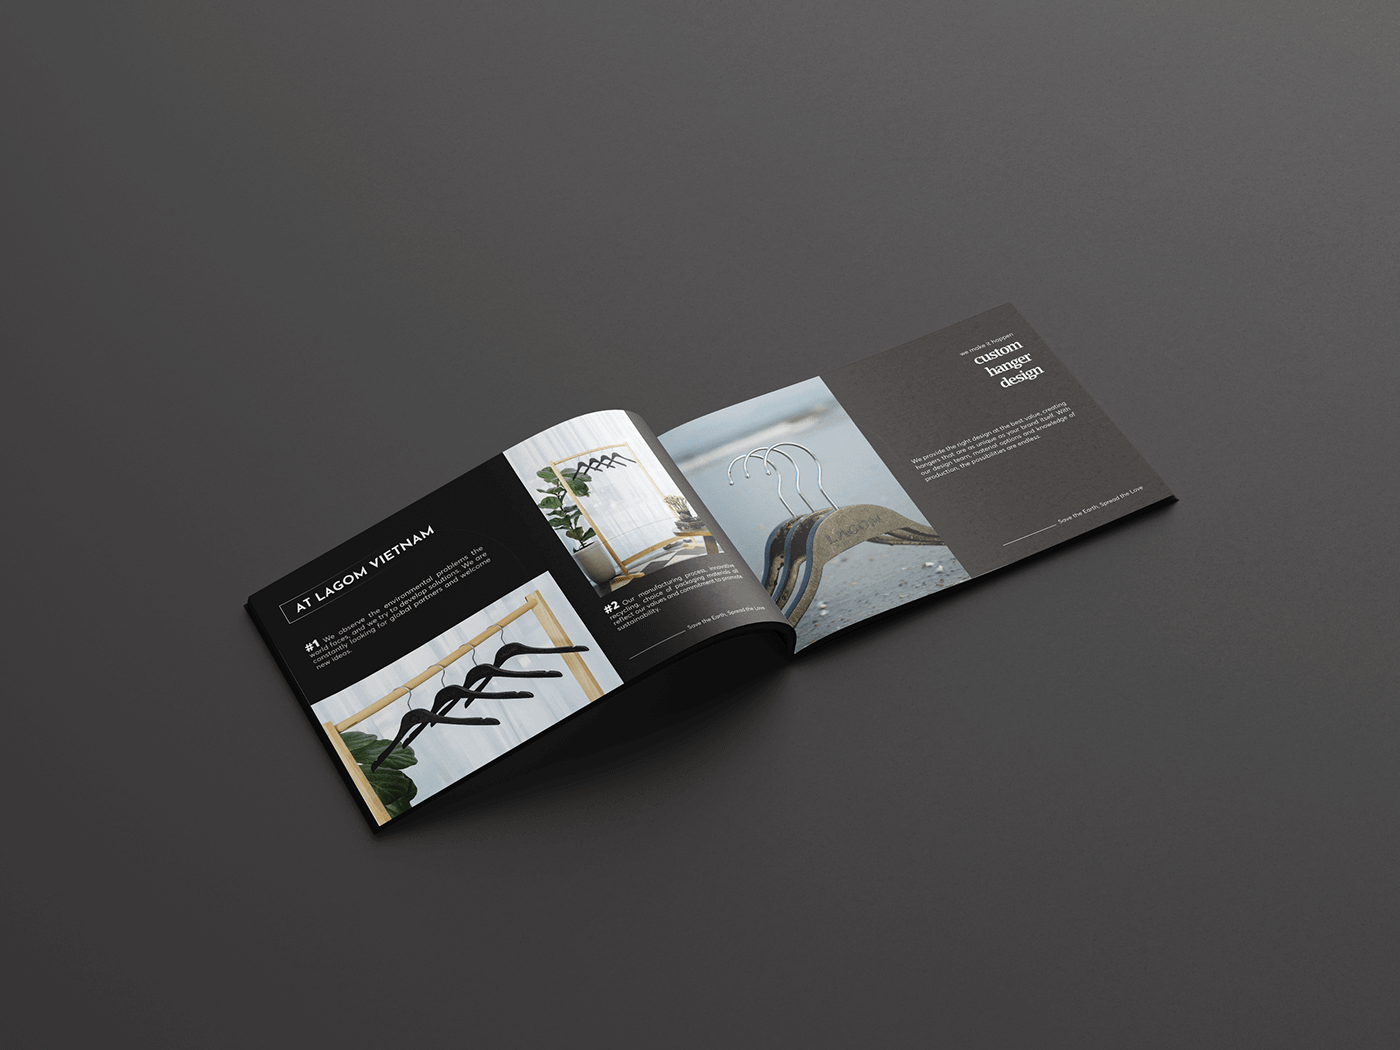 AT LAGOM VIETNAM
#1 We observe the environmental problems the
world faces, and we try to develop solutions. We are
constantly looking for global partners and welcome
new ideas.
#2 Our manufacturing process, innovative
recycling, choice of packaging materials all
reflect our values and commitment to promote
sustainability.
Save the Earth, Spread the Love
LAGOM
we make it happen
custom
hanger
design
We provide the right design at the best value, creating
hangers that are as unique as your brand itself. With
our design team, material options and knowledge of
production, the possibilities are endless.
Save the Earth, Spread the Love